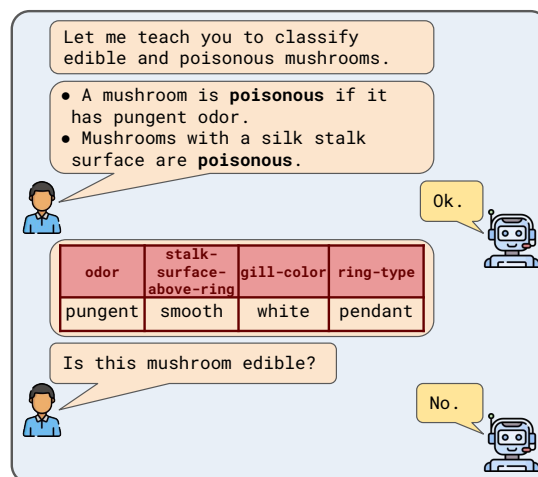 Let me teach you to classify
edible and poisonous mushrooms.
● A mushroom is poisonous if it
has pungent odor.
● Mushrooms with a silk stalk
surface are poisonous.
Ok.
odor stalk-surface-above-ring gill-color ring-type
pungent smooth white pendant
Is this mushroom edible?
No.